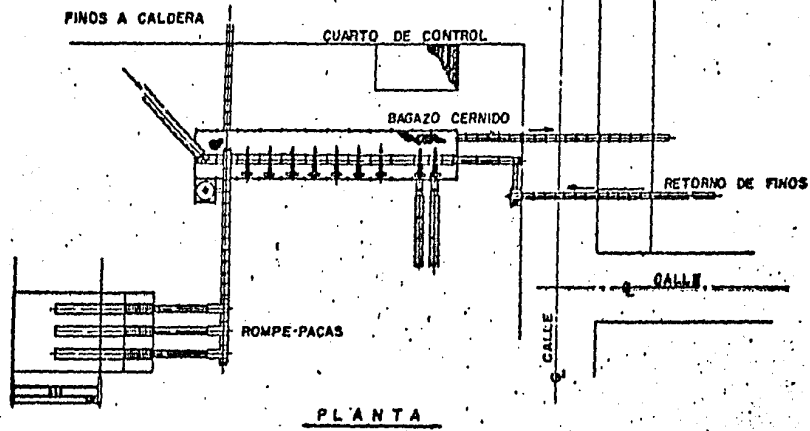 FINOS A CALDERA
CUARTO DE CONTROL
BAGAZO CERNIDO
RETORNO DE FINOS
CALLE
ROMPE-PACAS
CALLE
PLANTA